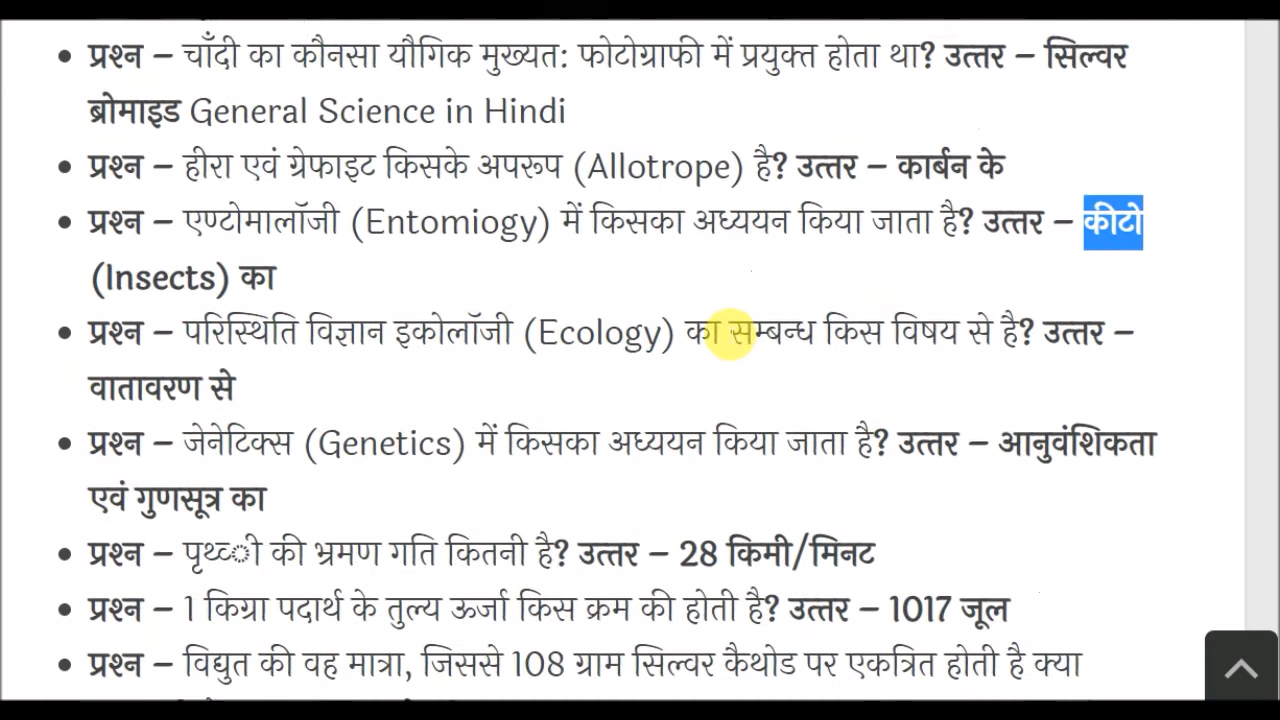 प्रश्न – चाँदी का कौनसा यौगिक मुख्यत: फोटोग्राफी में प्रयुक्त होता था? उत्तर – सिल्वर
ब्रोमाइड General Science in Hindi
प्रश्न – हीरा एवं ग्रेफाइट किसके अपरूप (Allotrope) है? उत्तर – कार्बन के
प्रश्न – एण्टोमालॉजी (Entomiogy) में किसका अध्ययन किया जाता है? उत्तर – कीटो
(Insects) का
प्रश्न – परिस्थिति विज्ञान इकोलॉजी (Ecology) का सम्बन्ध किस विषय से है? उत्तर –
वातावरण से
प्रश्न – जेनेटिक्स (Genetics) में किसका अध्ययन किया जाता है? उत्तर – आनुवंशिकता
एवं गुणसूत्र का
प्रश्न – पृथ्व्ी की भ्रमण गति कितनी है? उत्तर – 28 किमी/मिनट
प्रश्न – 1 किग्रा पदार्थ के तुल्य ऊर्जा किस क्रम की होती है? उत्तर – 1017 जूल
प्रश्न – विद्युत की वह मात्रा, जिससे 108 ग्राम सिल्वर कैथोड पर एकत्रित होती है क्या